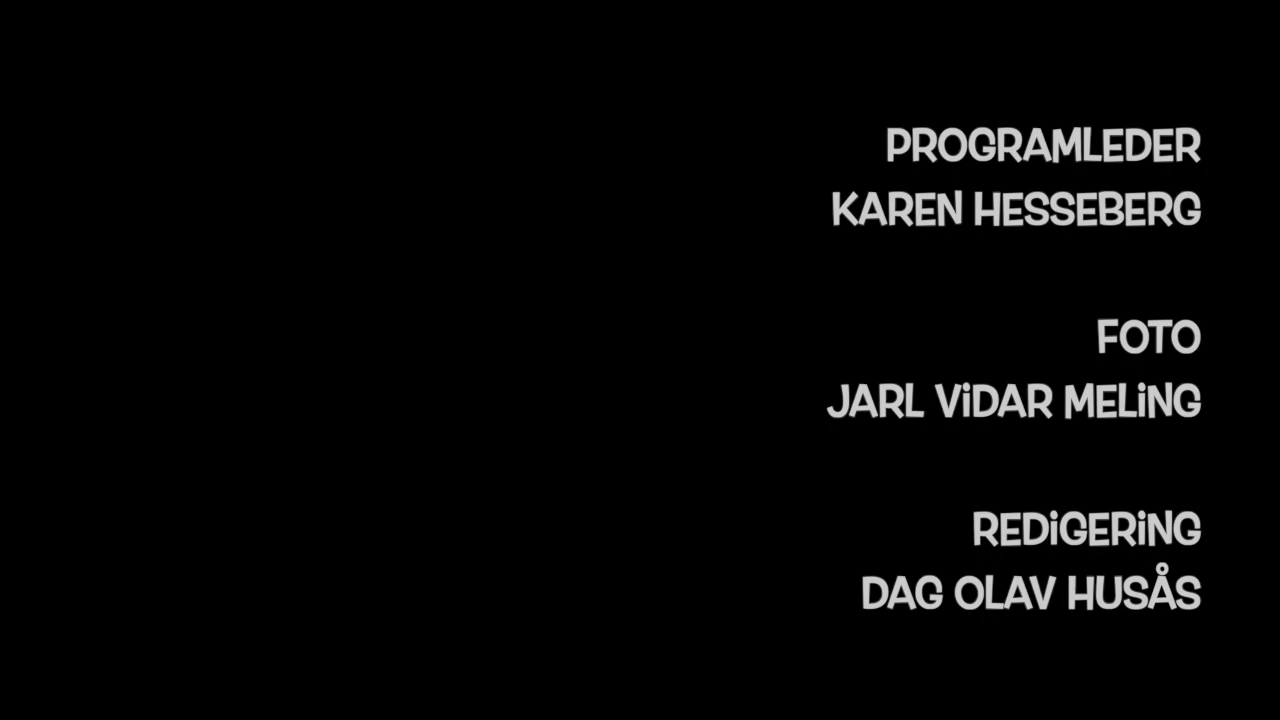 PROGRAMLEDER
KAREN HESSEBERG
FOTO
JARL ViDAR MELiNG
REDiGERiNG
DAG OLAV HUSÅS